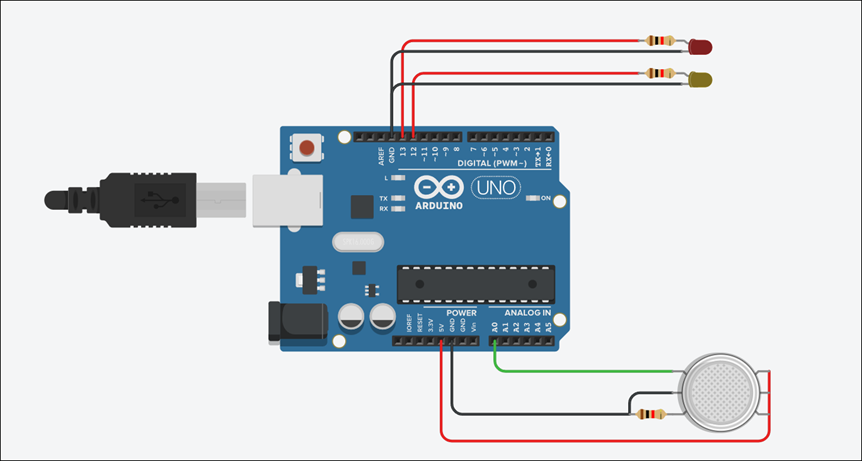 AREF
GND
13
12
~11
~10
~9
8
7
~6
~5
4
~3
2
TX→1
RX←0
DIGITAL (PWM~)
L
TX
RX
ARDUINO
UNO
ON
POWER
ANALOG IN
IOREF
RESET
3.3V
5V
GND
GND
Vin
A0
A1
A2
A3
A4
A5